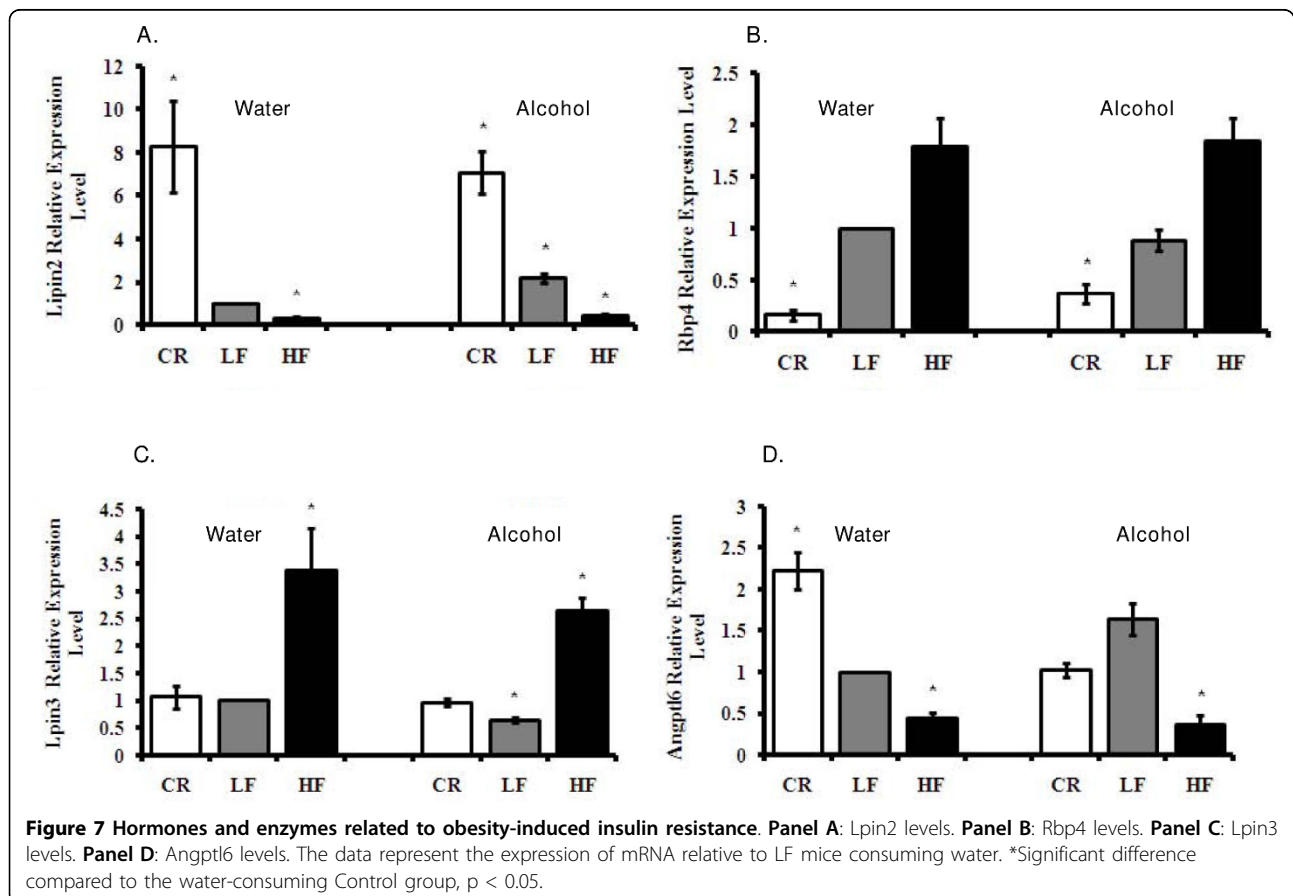 A.
Lipin2 Relative Expression
Level
12
10
8
6
4
2
0
*
*
*
*
*
Water
Alcohol
CR LF HF CR LF HF
B.
Rbp4 Relative Expression Level
2.5
2
1.5
1
0.5
0
*
*
Water
Alcohol
CR LF HF CR LF HF
C.
Lpin3 Relative Expression
Level
4.5
4
3.5
3
2.5
2
1.5
1
0.5
0
*
*
*
Water
Alcohol
CR LF HF CR LF HF
D.
Angptl6 Relative Expression
Level
3
2.5
2
1.5
1
0.5
0
*
*
*
Water
Alcohol
CR LF HF CR LF HF
Figure 7 Hormones and enzymes related to obesity-induced insulin resistance. Panel A: Lpin2 levels. Panel B: Rbp4 levels. Panel C: Lpin3
levels. Panel D: Angptl6 levels. The data represent the expression of mRNA relative to LF mice consuming water. *Significant difference
compared to the water-consuming Control group, p < 0.05.